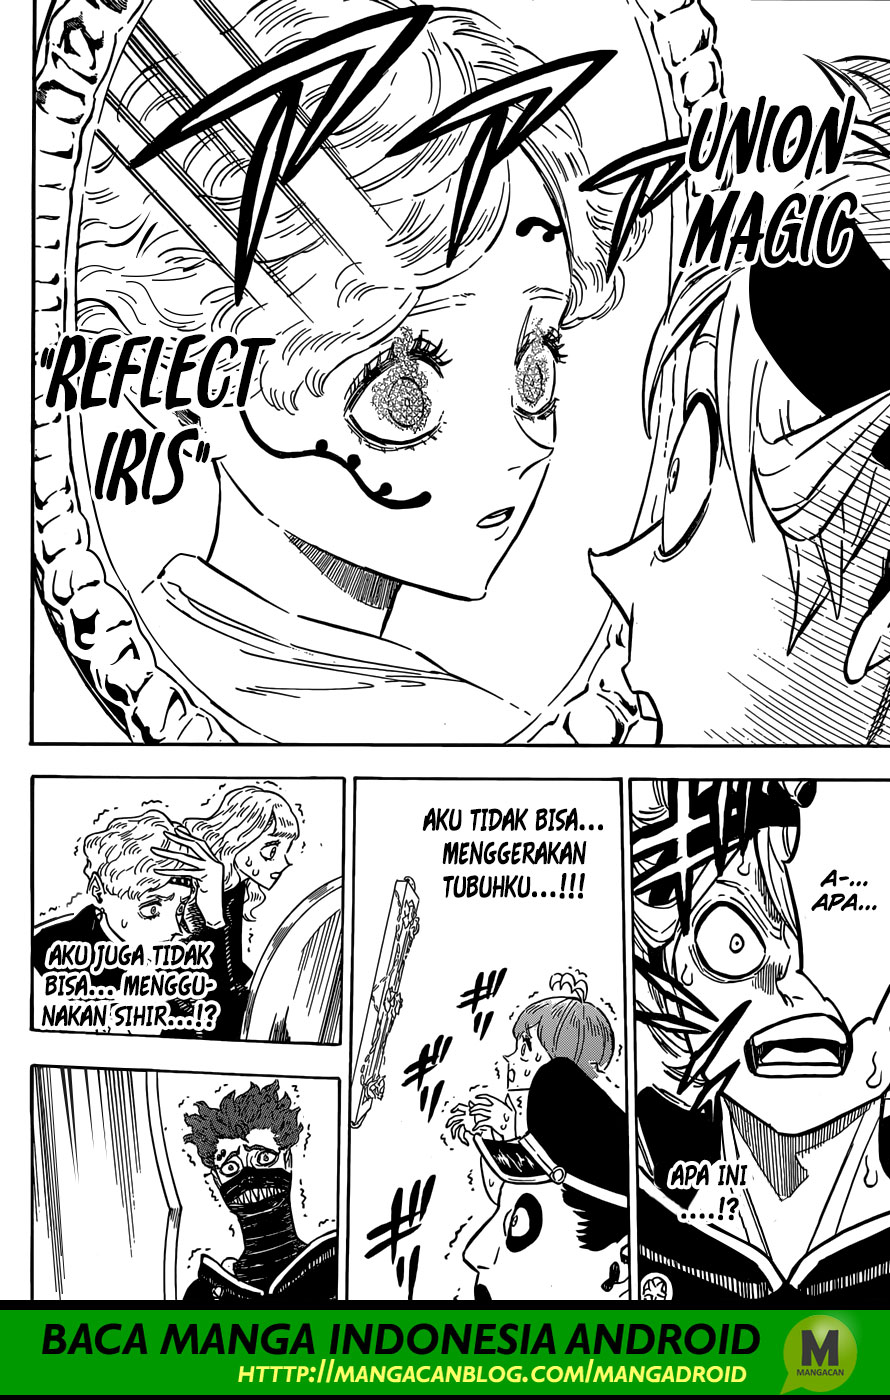 UNION
MAGIC
"REFLECT
IRIS"
A-...
APA...
APA INI
....!?
AKU TIDAK BISA...
MENGGERAKAN
TUBUHKU...!!!
AKU JUGA TIDAK
BISA... MENGGU-
NAKAN SIHIR...!?
BACA MANGA INDONESIA ANDROID
HTTTP://MANGACANBLOG.COM/MANGADROID
M
MANGACAN